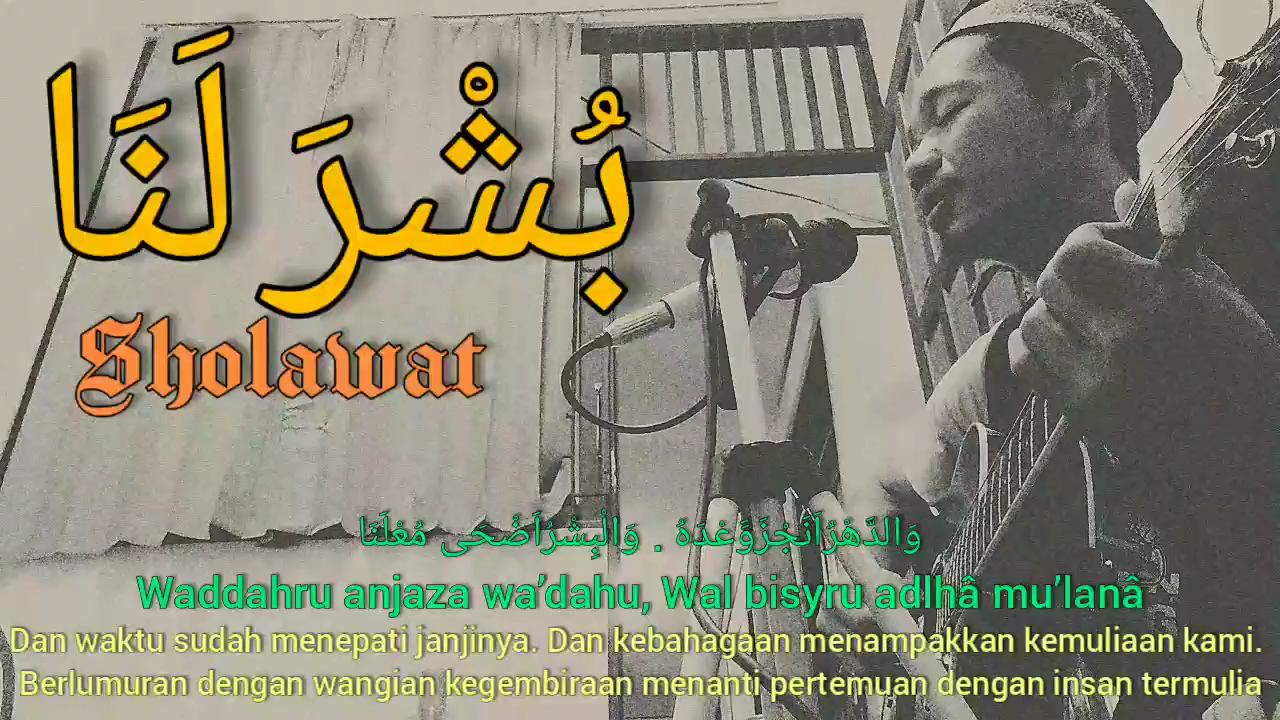 بُشْرَ لَنَا
Sholawat
وَالدَّهْرُاَنْجَزَوَعْدَهُ . وَالْبِشْرُاَضْحَى مُعْلَنَا
Waddahru anjaza wa’dahu, Wal bisyru adlhâ mu’lanâ
Dan waktu sudah menepati janjinya. Dan kebahagaan menampakkan kemuliaan kami.
Berlumuran dengan wangian kegembiraan menanti pertemuan dengan insan termulia